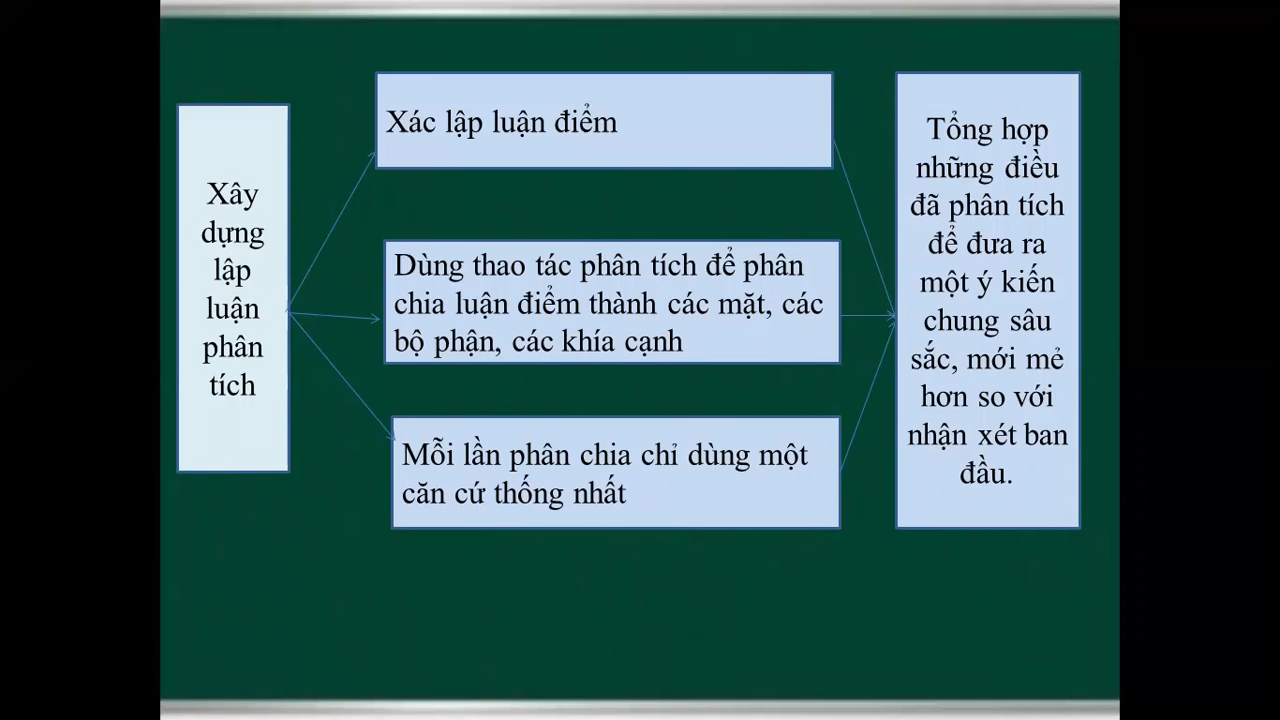 Xây
dựng
lập
luận
phân
tích
Xác lập luận điểm
Dùng thao tác phân tích để phân
chia luận điểm thành các mặt, các
bộ phận, các khía cạnh
Mỗi lần phân chia chỉ dùng một
căn cứ thống nhất
Tổng hợp
những điều
đã phân tích
để đưa ra
một ý kiến
chung sâu
sắc, mới mẻ
hơn so với
nhận xét ban
đầu.